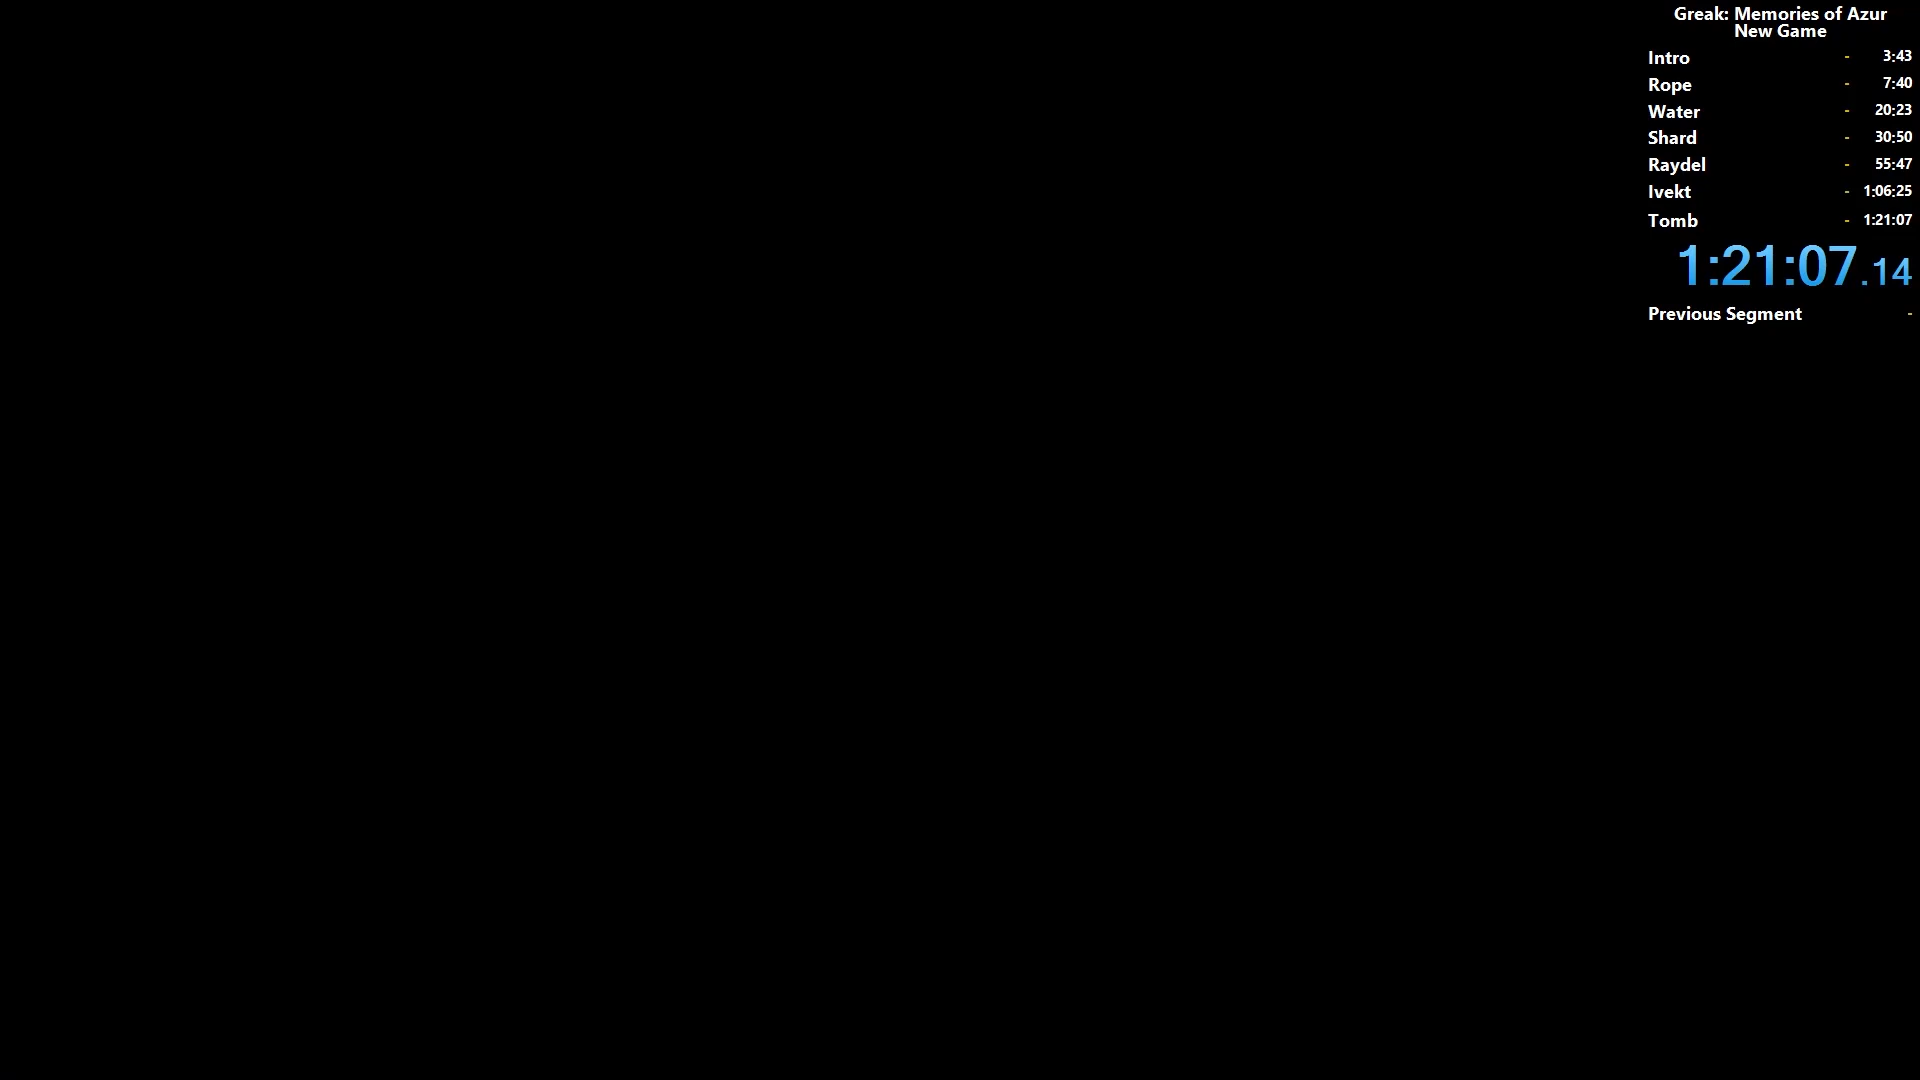 Greak: Memories of Azur
New Game
Intro - 3:43
Rope - 7:40
Water - 20:23
Shard - 30:50
Raydel - 55:47
Ivekt - 1:06:25
Tomb - 1:21:07
1:21:07.14
Previous Segment -